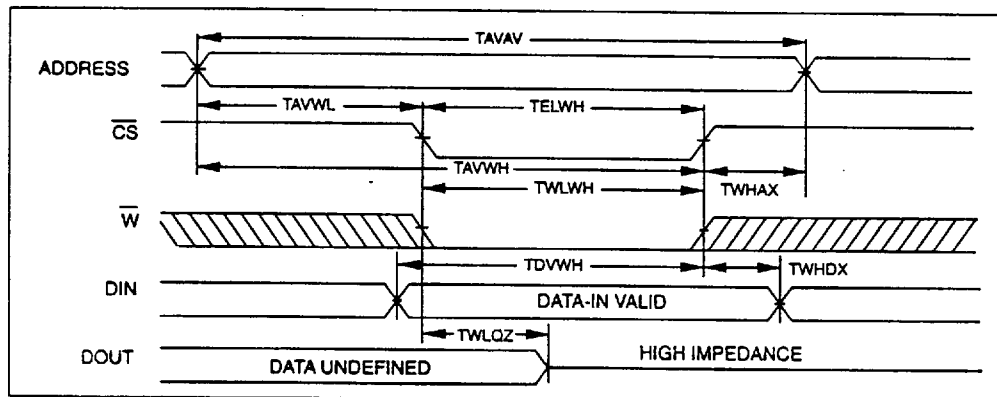 TAVAV
ADDRESS
TAVWL TELWH
C̅S̅
TAVWH TWHAX
TWLWH
W̅
TDVWH TWHDX
DIN DATA-IN VALID
TWLQZ
DOUT DATA UNDEFINED HIGH IMPEDANCE